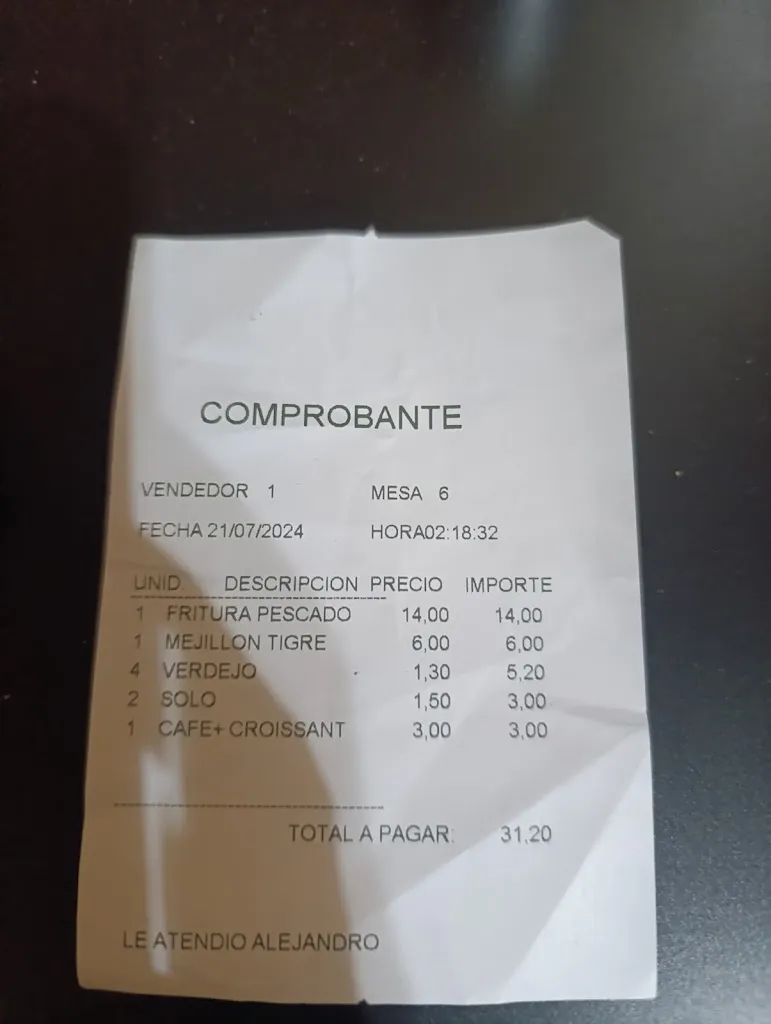 COMPROBANTE
VENDEDOR 1 MESA 6
FECHA 21/07/2024 HORA02:18:32
UNID. DESCRIPCION PRECIO IMPORTE
1 FRITURA PESCADO 14,00 14,00
1 MEJILLON TIGRE 6,00 6,00
4 VERDEJO 1,30 5,20
2 SOLO 1,50 3,00
1 CAFE+ CROISSANT 3,00 3,00
TOTAL A PAGAR: 31,20
LE ATENDIO ALEJANDRO